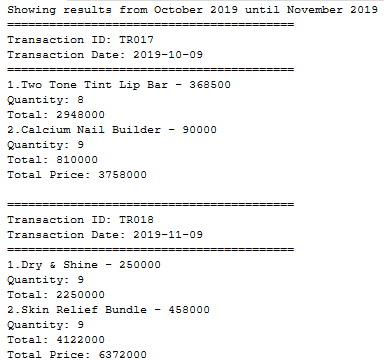 Showing results from October 2019 until November 2019
=========================================
Transaction ID: TR017
Transaction Date: 2019-10-09
=========================================
1.Two Tone Tint Lip Bar - 368500
Quantity: 8
Total: 2948000
2.Calcium Nail Builder - 90000
Quantity: 9
Total: 810000
Total Price: 3758000

=========================================
Transaction ID: TR018
Transaction Date: 2019-11-09
=========================================
1.Dry & Shine - 250000
Quantity: 9
Total: 2250000
2.Skin Relief Bundle - 458000
Quantity: 9
Total: 4122000
Total Price: 6372000